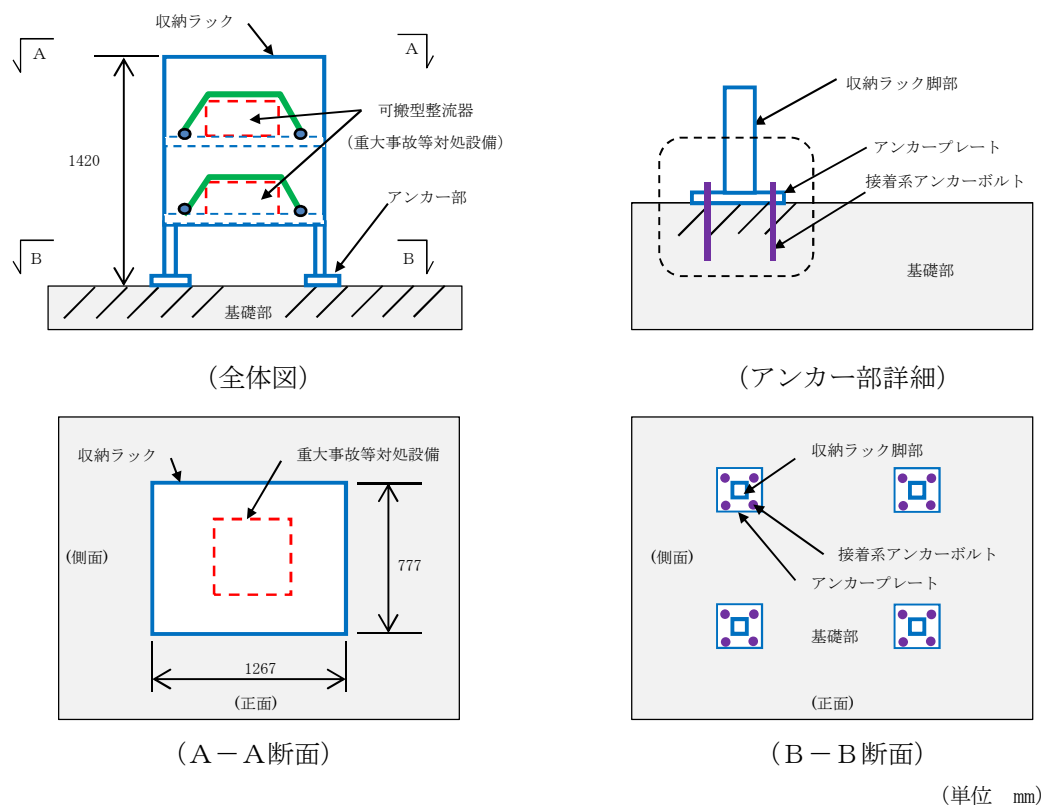 収納ラック
A
A
可搬型整流器
(重大事故等対処設備)
1420
アンカー部
B
B
基礎部
(全体図)
収納ラック脚部
アンカープレート
接着系アンカーボルト
基礎部
(アンカー部詳細)
収納ラック
重大事故等対処設備
(側面)
777
1267
(正面)
(A-A断面)
収納ラック脚部
接着系アンカーボルト
(側面)
アンカープレート
基礎部
(正面)
(B-B断面)
(単位 mm)